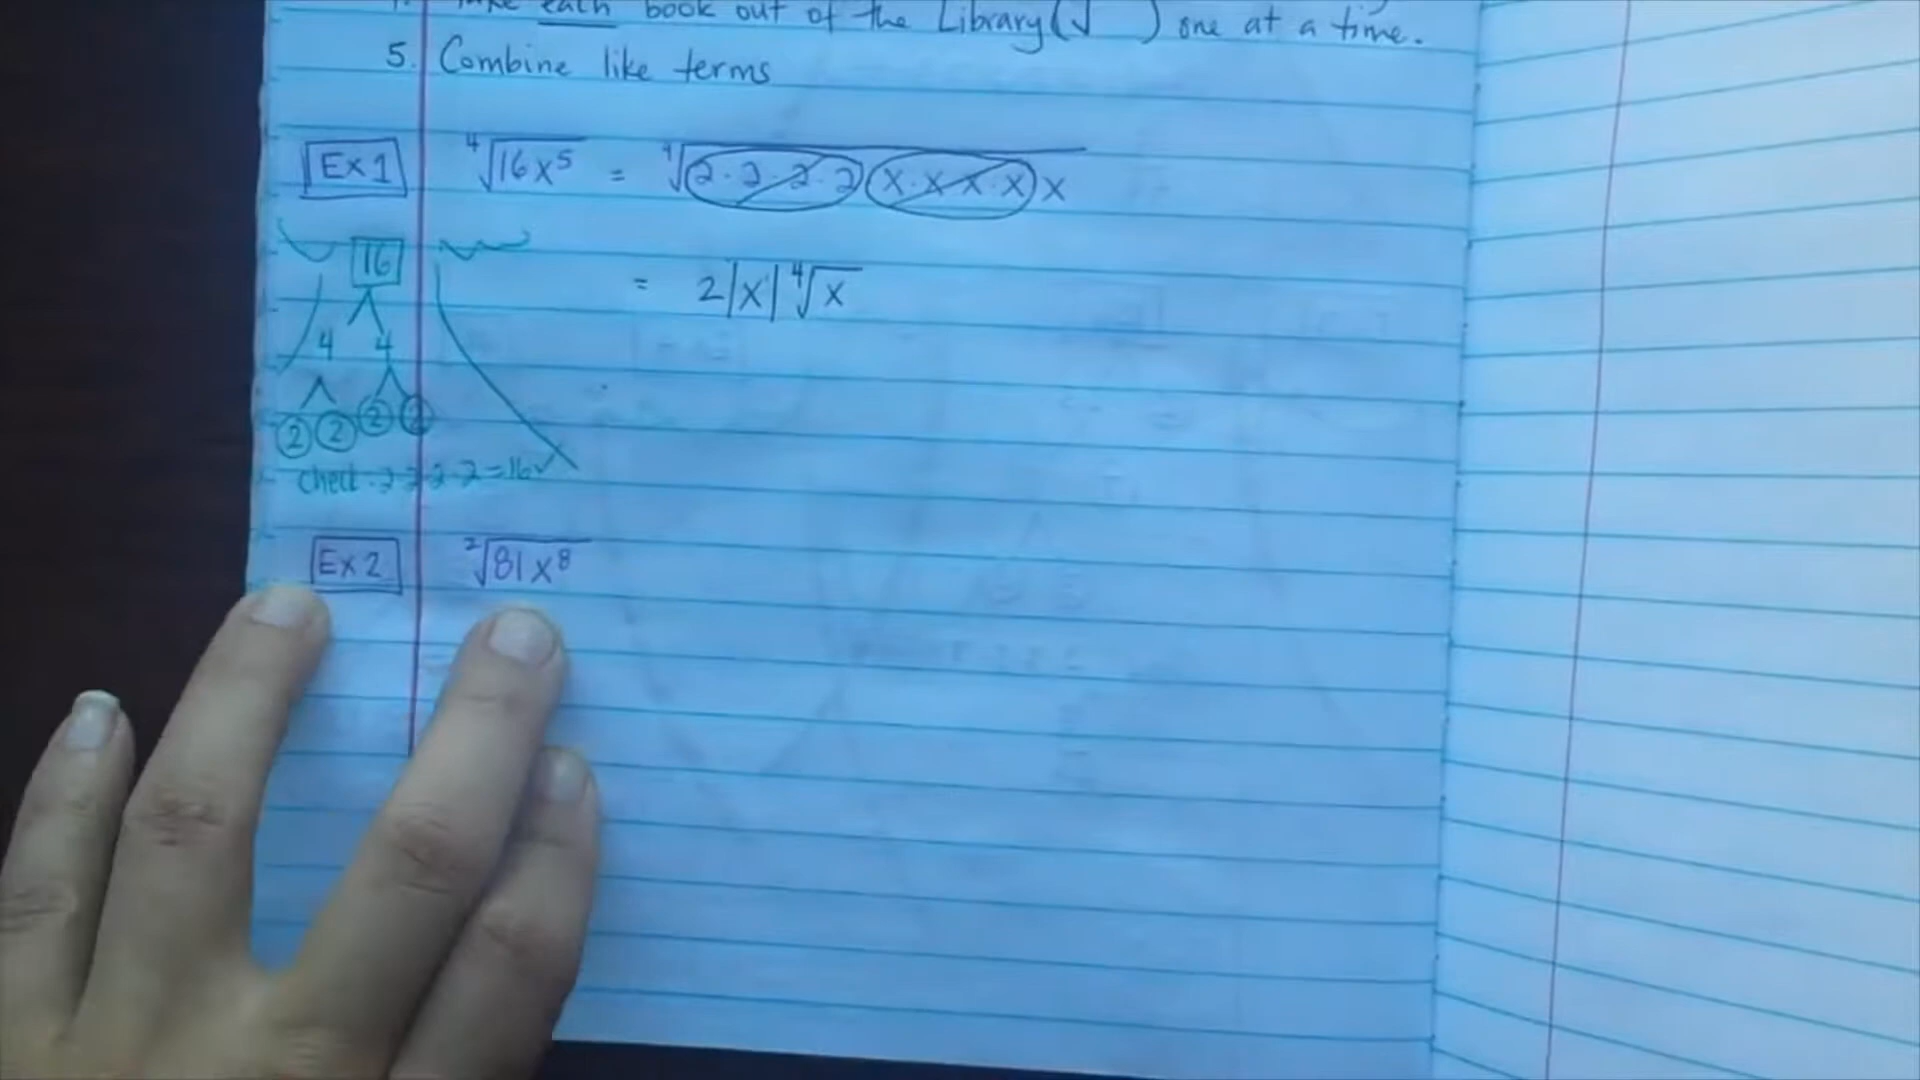 each book out of the Library(√ ) one at a time.
5. Combine like terms
Ex 1 ⁴√16x⁵ = ⁴√2·2·2·2 x·x·x·x x
16
= 2|x| ⁴√x
4 4
2 2 2 2
Check 2·2·2·2=16✓
Ex 2 ²√81x⁸